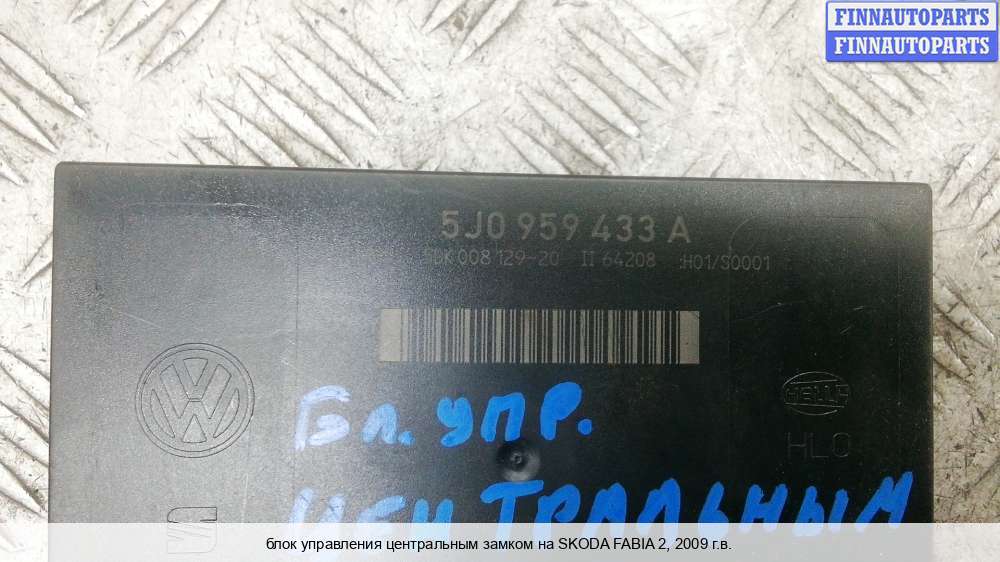 FINNAUTOPARTS
FINNAUTOPARTS
5J0 959 433 A
5DK 008 129-20 II 64208 :H01/S0001
HELLA
HLO
Бл. упр.
центральным
блок управления центральным замком на SKODA FABIA 2, 2009 г.в.